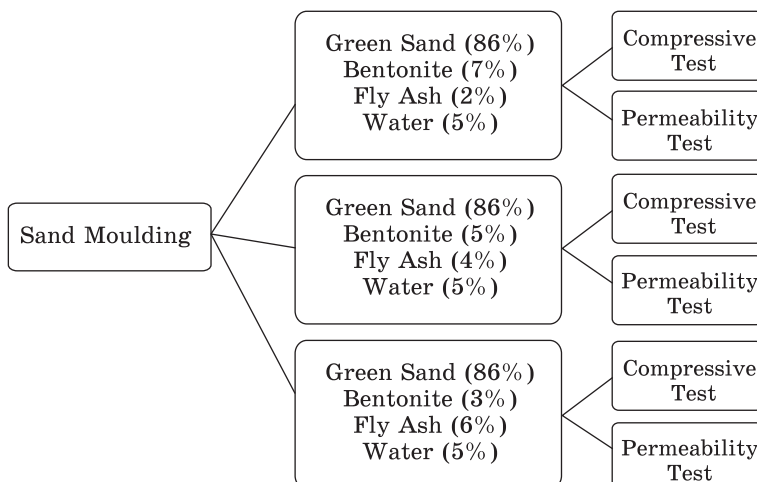 Sand Moulding
Green Sand (86%)
Bentonite (7%)
Fly Ash (2%)
Water (5%)
Compressive
Test
Permeability
Test
Green Sand (86%)
Bentonite (5%)
Fly Ash (4%)
Water (5%)
Compressive
Test
Permeability
Test
Green Sand (86%)
Bentonite (3%)
Fly Ash (6%)
Water (5%)
Compressive
Test
Permeability
Test